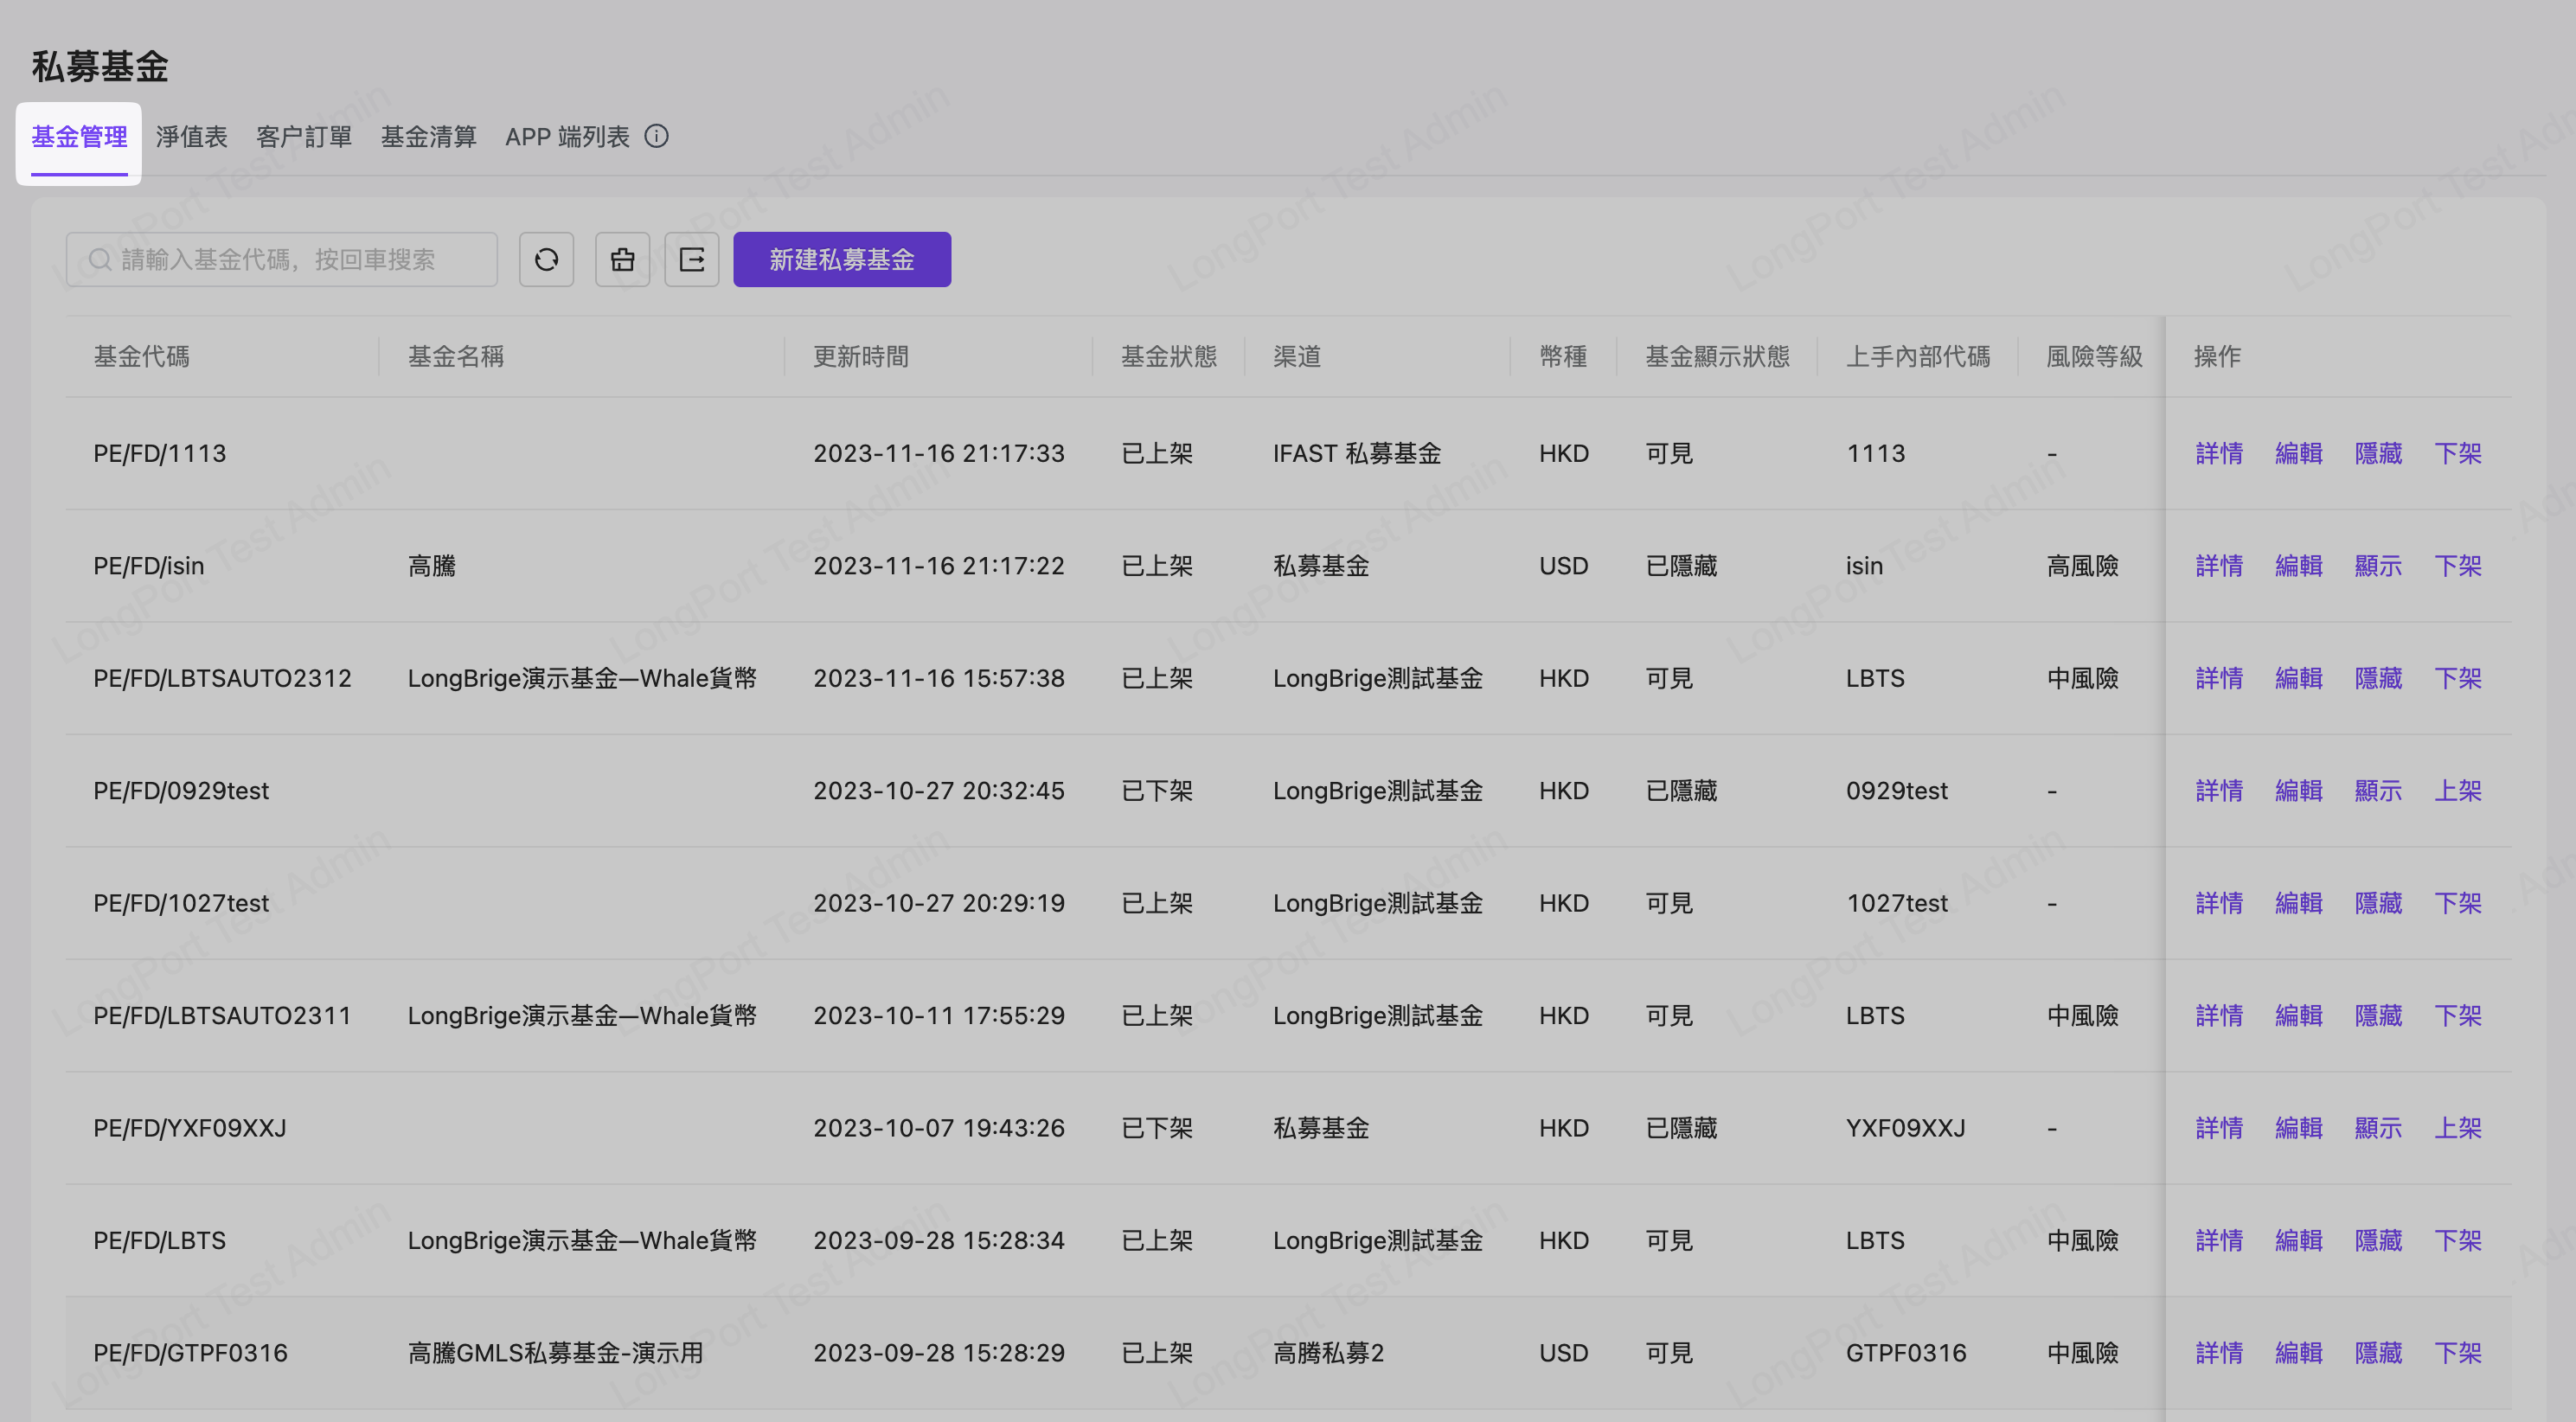 私募基金
基金管理 淨值表 客户訂單 基金清算 APP 端列表
請輸入基金代碼，按回車搜索 新建私募基金
基金代碼 基金名稱 更新時間 基金狀態 渠道 幣種 基金顯示狀態 上手內部代碼 風險等級 操作
PE/FD/1113 2023-11-16 21:17:33 已上架 IFAST 私募基金 HKD 可見 1113 - 詳情 編輯 隱藏 下架
PE/FD/isin 高騰 2023-11-16 21:17:22 已上架 私募基金 USD 已隱藏 isin 高風險 詳情 編輯 顯示 下架
PE/FD/LBTSAUTO2312 LongBrige演示基金—Whale貨幣 2023-11-16 15:57:38 已上架 LongBrige測試基金 HKD 可見 LBTS 中風險 詳情 編輯 隱藏 下架
PE/FD/0929test 2023-10-27 20:32:45 已下架 LongBrige測試基金 HKD 已隱藏 0929test - 詳情 編輯 顯示 上架
PE/FD/1027test 2023-10-27 20:29:19 已上架 LongBrige測試基金 HKD 可見 1027test - 詳情 編輯 隱藏 下架
PE/FD/LBTSAUTO2311 LongBrige演示基金—Whale貨幣 2023-10-11 17:55:29 已上架 LongBrige測試基金 HKD 可見 LBTS 中風險 詳情 編輯 隱藏 下架
PE/FD/YXF09XXJ 2023-10-07 19:43:26 已下架 私募基金 HKD 已隱藏 YXF09XXJ - 詳情 編輯 顯示 上架
PE/FD/LBTS LongBrige演示基金—Whale貨幣 2023-09-28 15:28:34 已上架 LongBrige測試基金 HKD 可見 LBTS 中風險 詳情 編輯 隱藏 下架
PE/FD/GTPF0316 高騰GMLS私募基金-演示用 2023-09-28 15:28:29 已上架 高腾私募2 USD 可見 GTPF0316 中風險 詳情 編輯 隱藏 下架
LongPort Test Admin